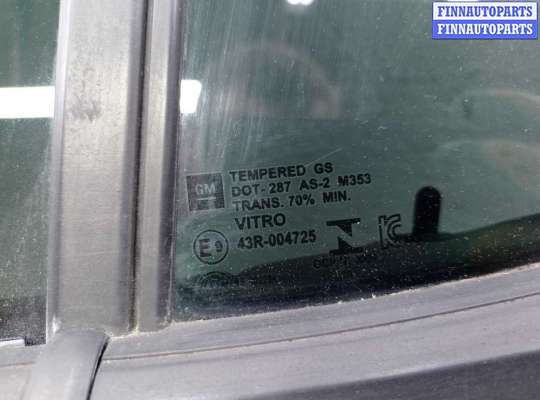 FINNAUTOPARTS
FINNAUTOPARTS
GM
TEMPERED GS
DOT-287 AS-2 M353
TRANS. 70% MIN.
VITRO
E9 43R-004725